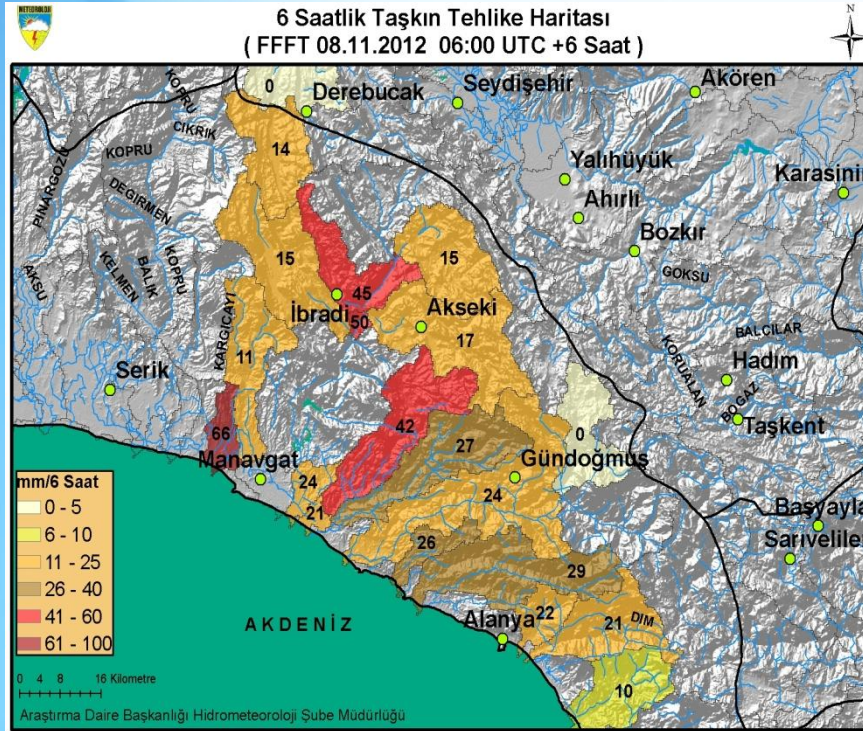 METEOROLOJİ
6 Saatlik Taşkın Tehlike Haritası
( FFFT 08.11.2012 06:00 UTC +6 Saat )
N
0
Derebucak
Seydişehir
Akören
KOPRU
CIKRIK
KOPRU
14
PINARGOZU
DEGIRMEN
Yalıhüyük
Karasinir
Ahırlı
AKSU
KELMEN
BALIK
KOPRU
15
15
Bozkır
GOKSU
45
İbradi
50
Akseki
KARGICAYI
17
BALCILAR
11
KORUALAN
Hadım
Serik
BOGAZ
Taşkent
66
42
27
0
Manavgat
24
Gündoğmuş
24
21
mm/6 Saat
0 - 5
6 - 10
11 - 25
26 - 40
41 - 60
61 - 100
Başyayla
Sarıveliler
26
29
AKDENİZ
Alanya
22
21
DIM
10
0 4 8 16 Kilometre
Araştırma Daire Başkanlığı Hidrometeoroloji Şube Müdürlüğü